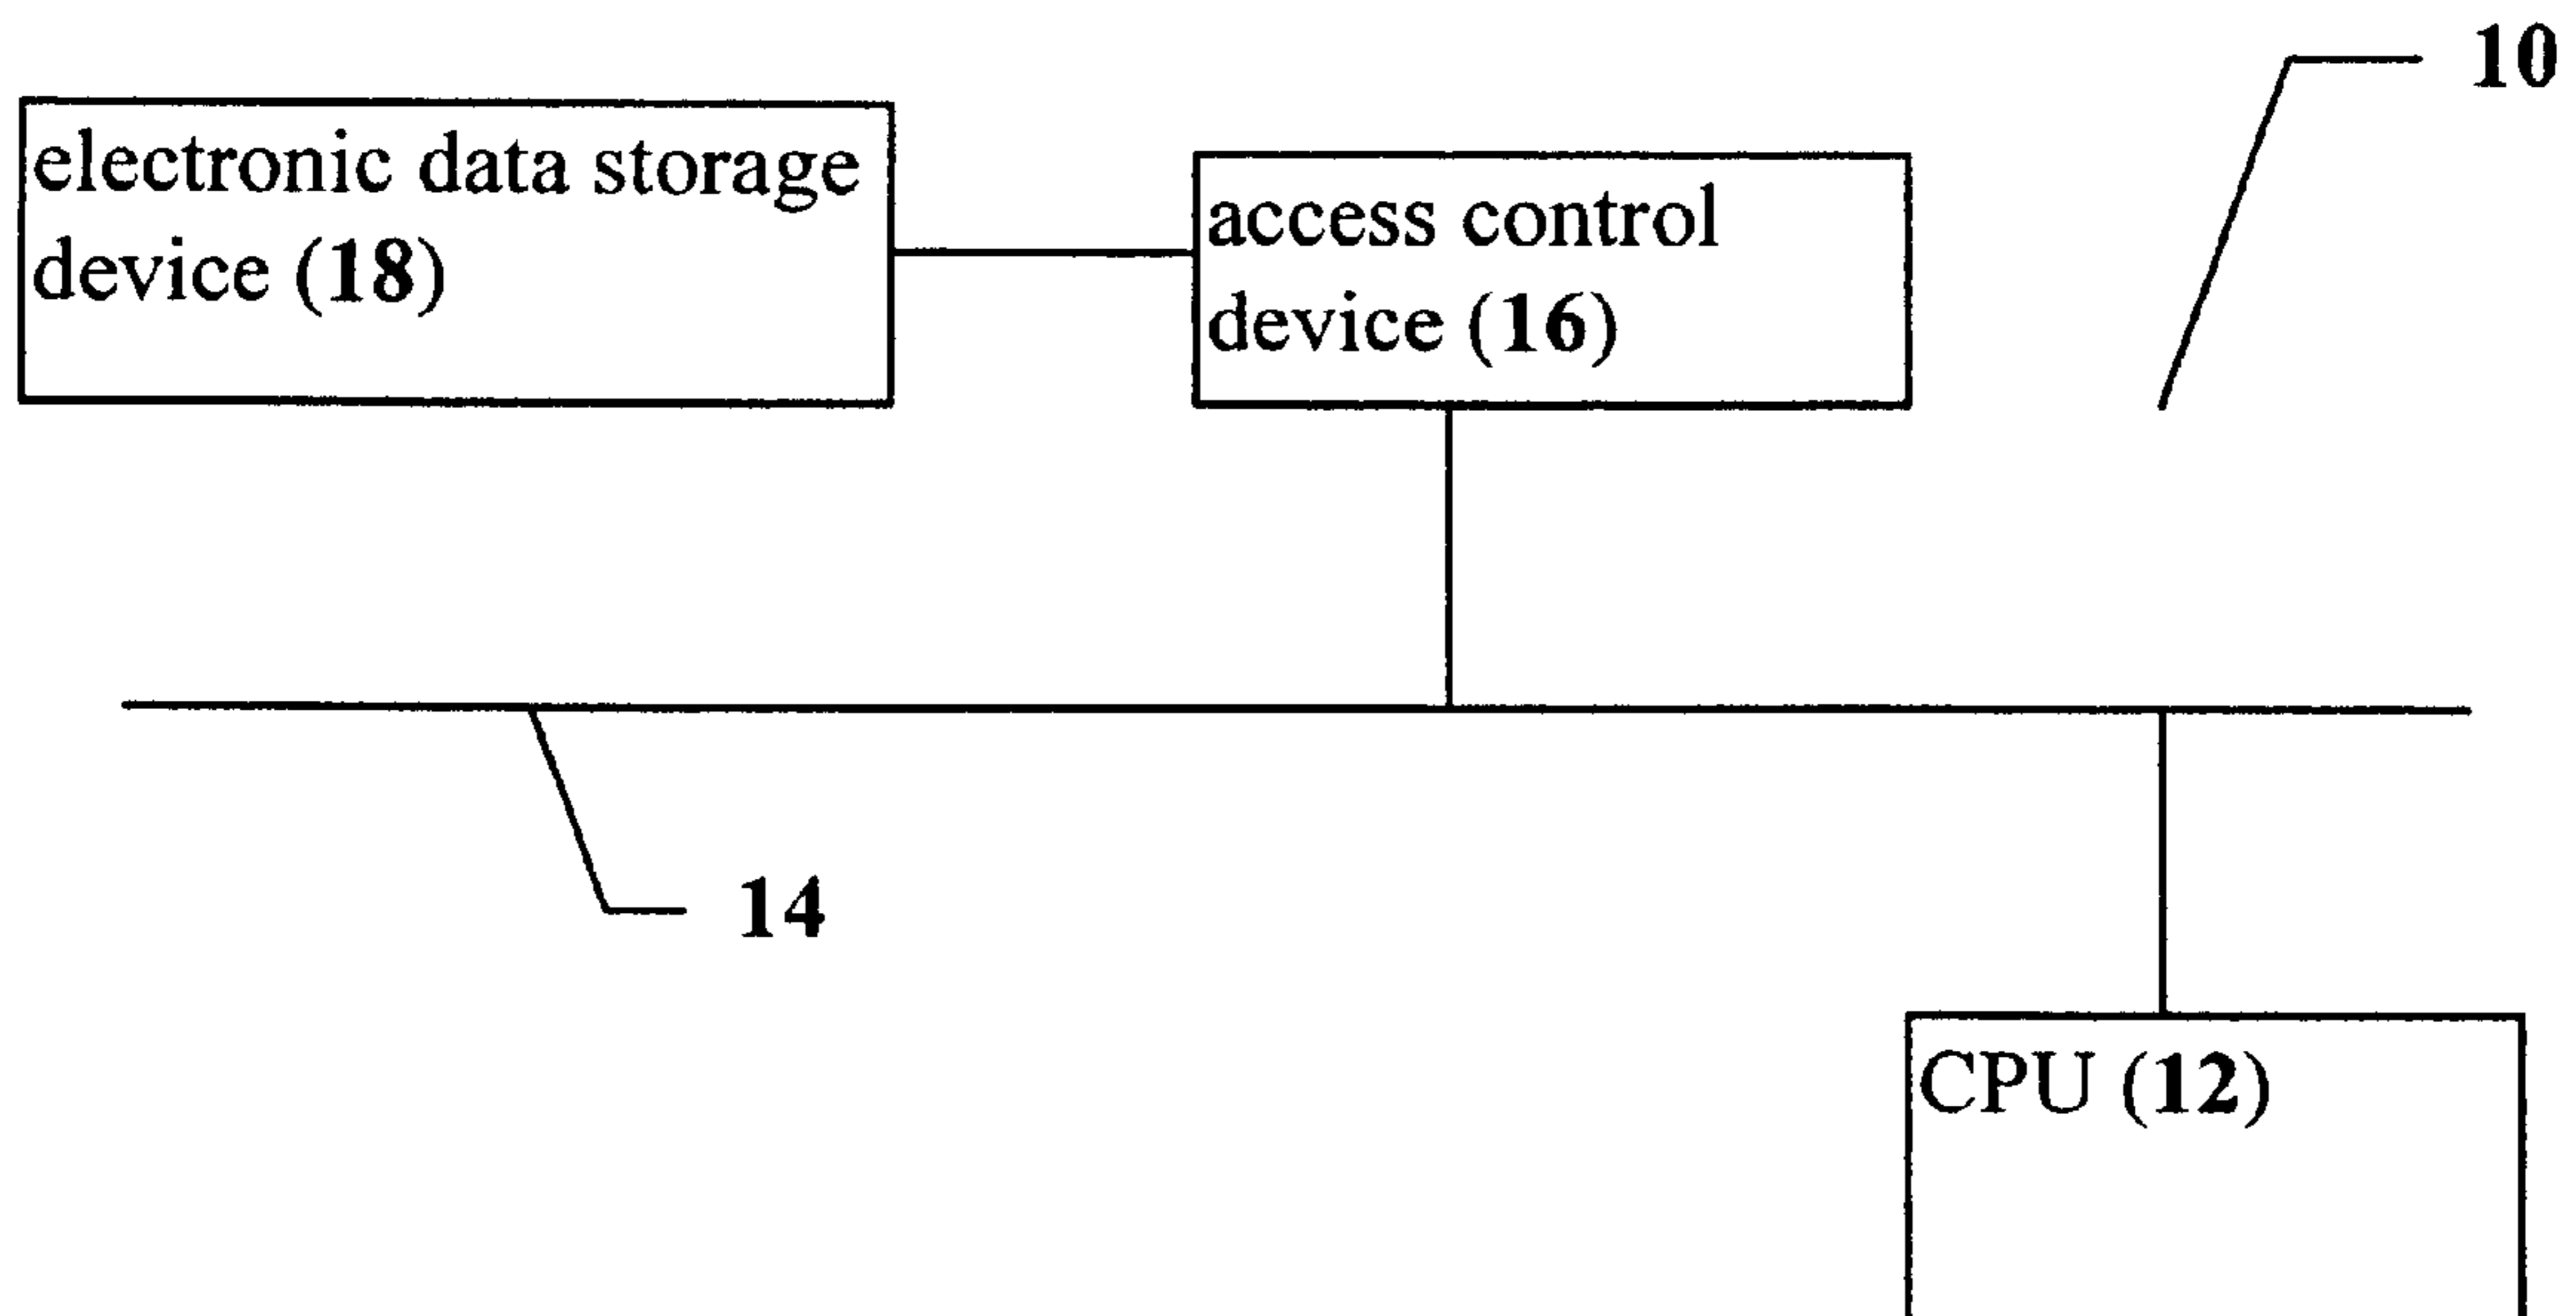 10
electronic data storage
device (18)
access control
device (16)
14
CPU (12)